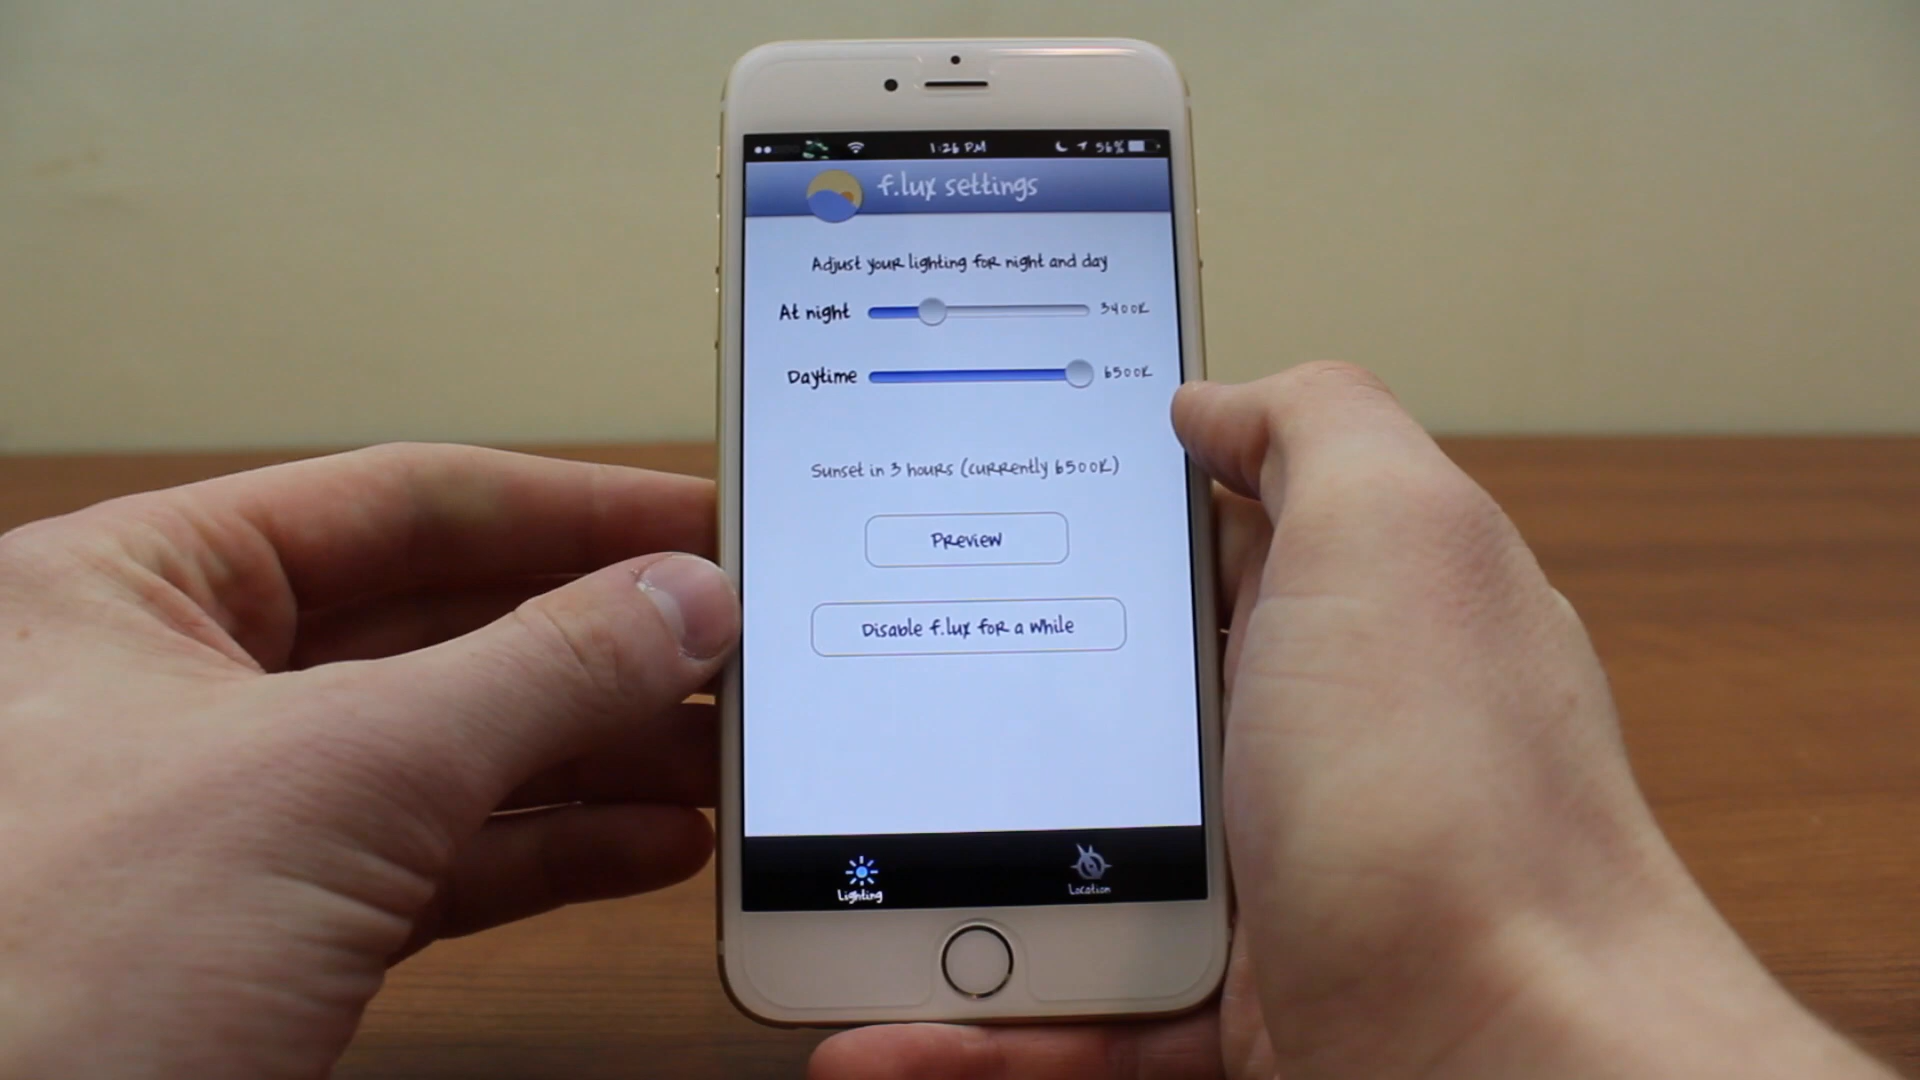 1:26 PM
56%
f.lux settings
Adjust your lighting for night and day
At night
3400K
Daytime
6500K
Sunset in 3 hours (currently 6500K)
Preview
Disable f.lux for a while
Lighting
Location